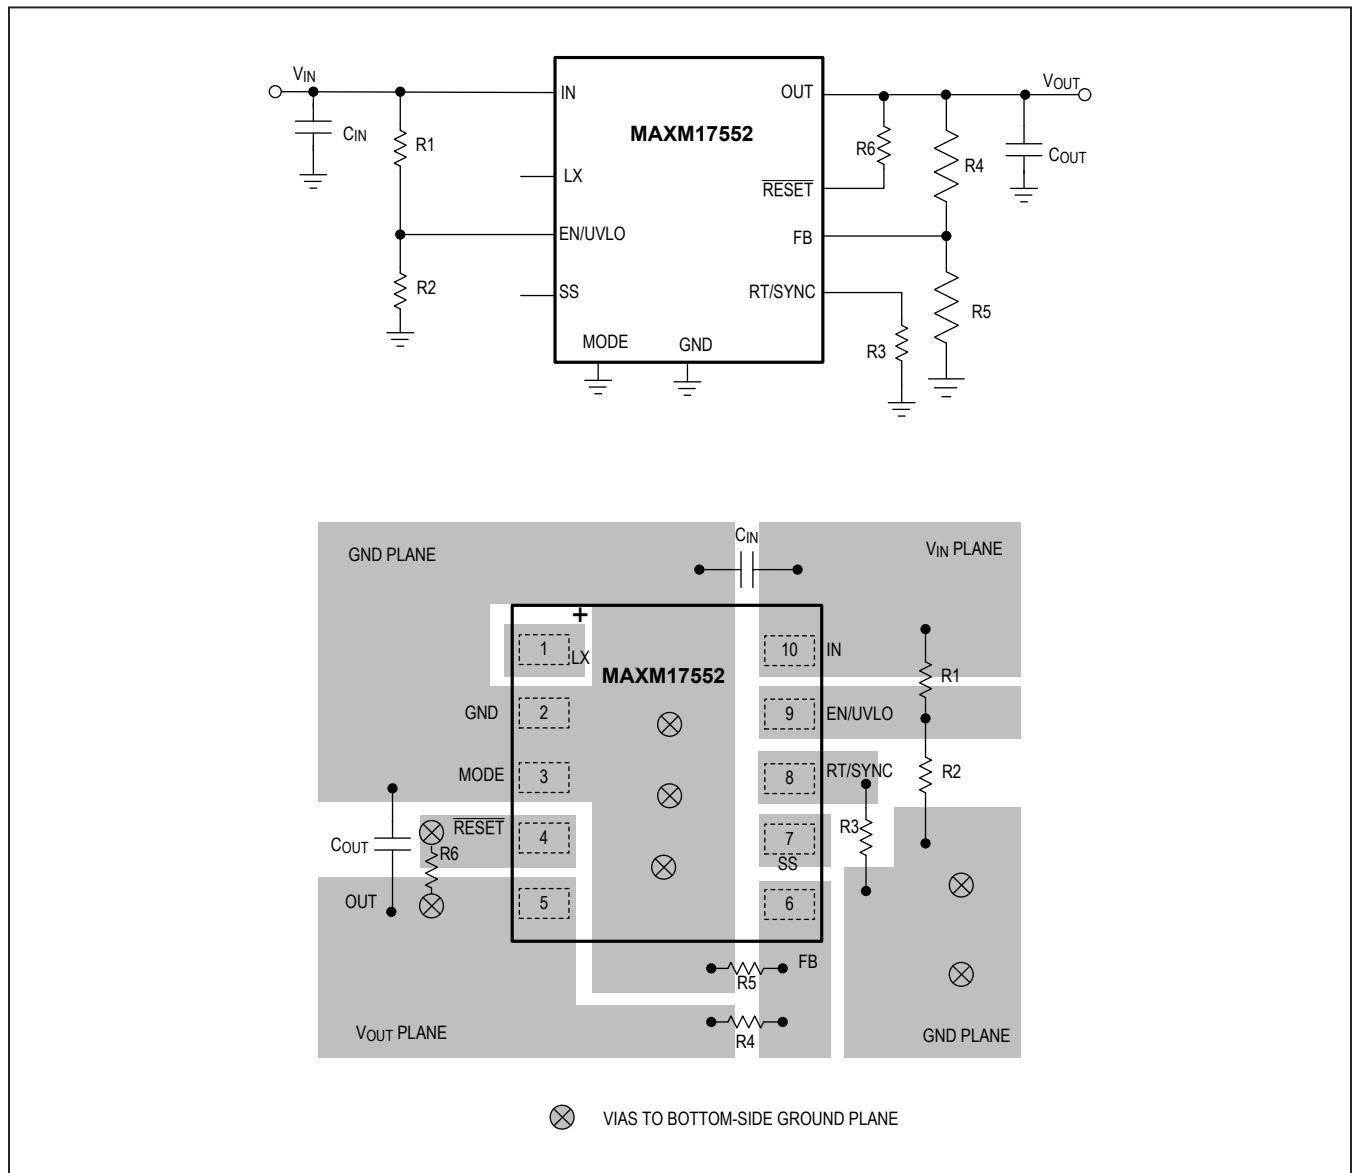 VIN
CIN
R1
R2
IN
LX
EN/UVLO
SS
MODE
GND
MAXM17552
OUT
RESET
FB
RT/SYNC
R6
R4
R5
R3
VOUT
COUT
GND PLANE
CIN
VIN PLANE
+
1
LX
MAXM17552
10
IN
R1
GND
2
9
EN/UVLO
MODE
3
8
RT/SYNC
R2
RESET
4
COUT
R6
R3
7
SS
OUT
5
6
FB
R5
R4
VOUT PLANE
GND PLANE
VIAS TO BOTTOM-SIDE GROUND PLANE